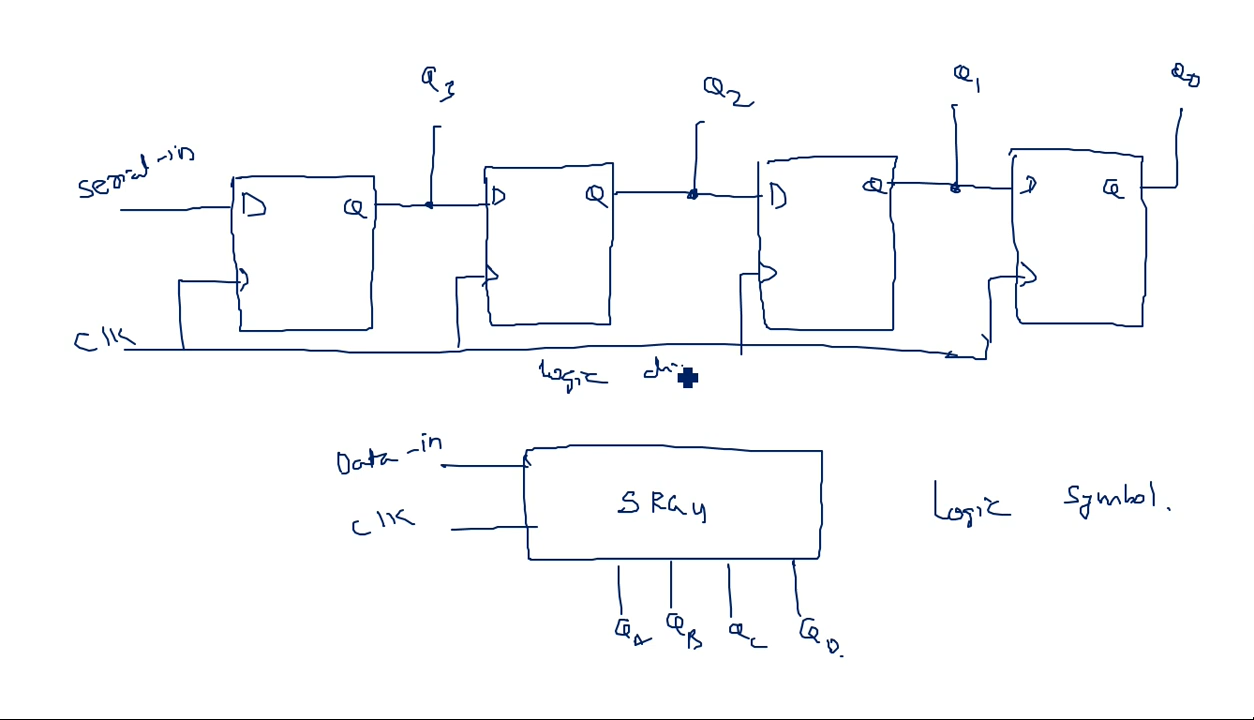 Q3 Q2 Q1 Q0
Serial-in
D Q D Q D Q D Q
Clk
Logic
Data-in
SRG4
Clk
Logic Symbol.
QA QB QC QD.